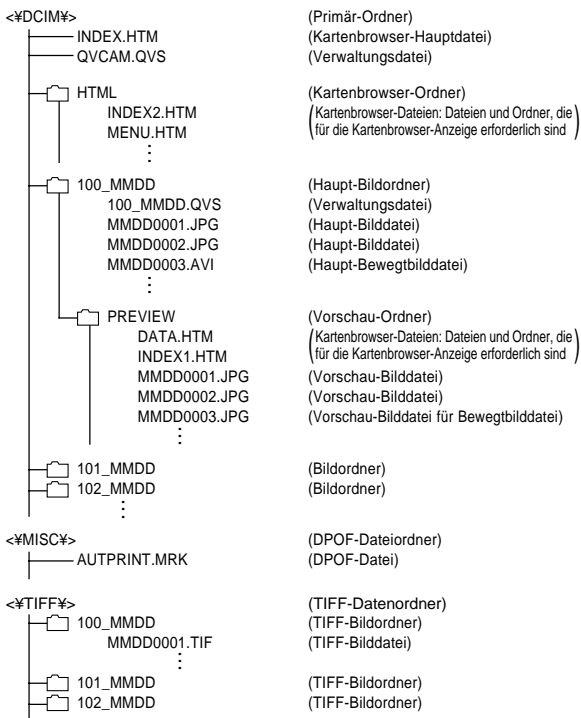 <¥DCIM¥> (Primär-Ordner)
INDEX.HTM (Kartenbrowser-Hauptdatei)
QVCAM.QVS (Verwaltungsdatei)
HTML (Kartenbrowser-Ordner)
INDEX2.HTM (Kartenbrowser-Dateien: Dateien und Ordner, die
MENU.HTM für die Kartenbrowser-Anzeige erforderlich sind)
100_MMDD (Haupt-Bildordner)
100_MMDD.QVS (Verwaltungsdatei)
MMDD0001.JPG (Haupt-Bilddatei)
MMDD0002.JPG (Haupt-Bilddatei)
MMDD0003.AVI (Haupt-Bewegtbilddatei)
PREVIEW (Vorschau-Ordner)
DATA.HTM (Kartenbrowser-Dateien: Dateien und Ordner, die
INDEX1.HTM für die Kartenbrowser-Anzeige erforderlich sind)
MMDD0001.JPG (Vorschau-Bilddatei)
MMDD0002.JPG (Vorschau-Bilddatei)
MMDD0003.JPG (Vorschau-Bilddatei für Bewegtbilddatei)
101_MMDD (Bildordner)
102_MMDD (Bildordner)
<¥MISC¥> (DPOF-Dateiordner)
AUTPRINT.MRK (DPOF-Datei)
<¥TIFF¥> (TIFF-Datenordner)
100_MMDD (TIFF-Bildordner)
MMDD0001.TIF (TIFF-Bilddatei)
101_MMDD (TIFF-Bildordner)
102_MMDD (TIFF-Bildordner)